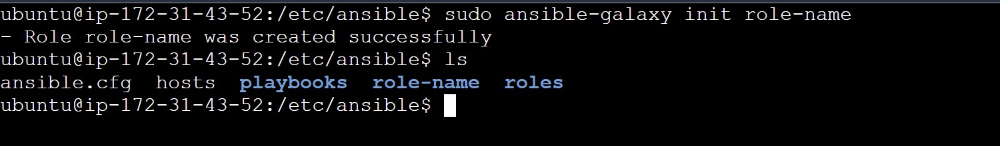 ubuntu@ip-172-31-43-52:/etc/ansible$ sudo ansible-galaxy init role-name
- Role role-name was created successfully
ubuntu@ip-172-31-43-52:/etc/ansible$ ls
ansible.cfg  hosts  playbooks  role-name  roles
ubuntu@ip-172-31-43-52:/etc/ansible$